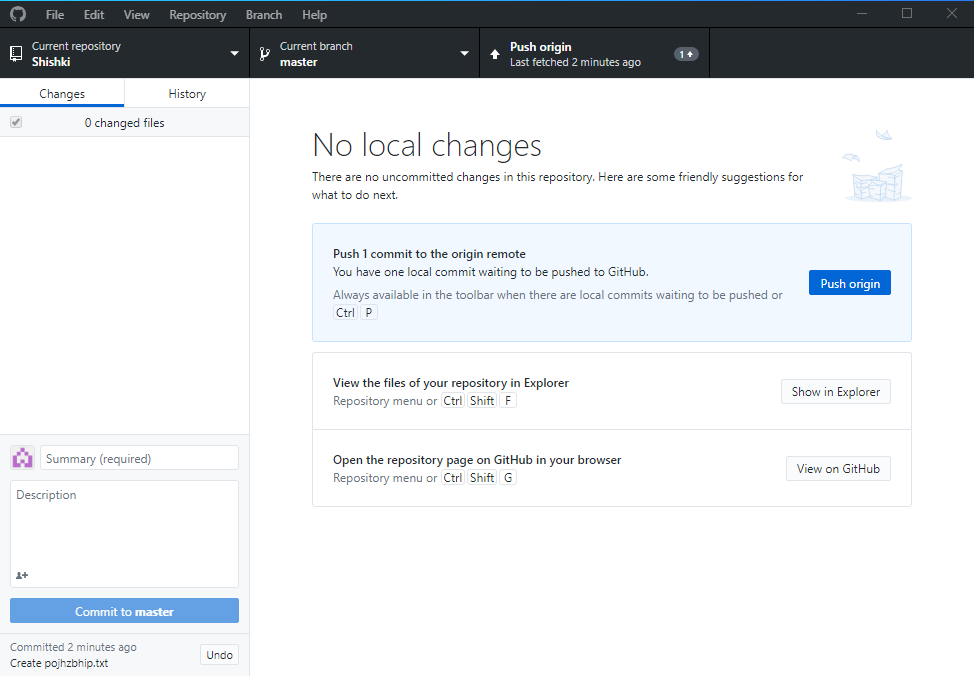 File Edit View Repository Branch Help
Current repository
Shishki
Current branch
master
Push origin
Last fetched 2 minutes ago
1
Changes History
0 changed files
No local changes
There are no uncommitted changes in this repository. Here are some friendly suggestions for
what to do next.
Push 1 commit to the origin remote
You have one local commit waiting to be pushed to GitHub.
Always available in the toolbar when there are local commits waiting to be pushed or
Ctrl P
Push origin
View the files of your repository in Explorer
Repository menu or Ctrl Shift F
Show in Explorer
Open the repository page on GitHub in your browser
Repository menu or Ctrl Shift G
View on GitHub
Summary (required)
Description
Commit to master
Committed 2 minutes ago
Create pojhzbhip.txt
Undo